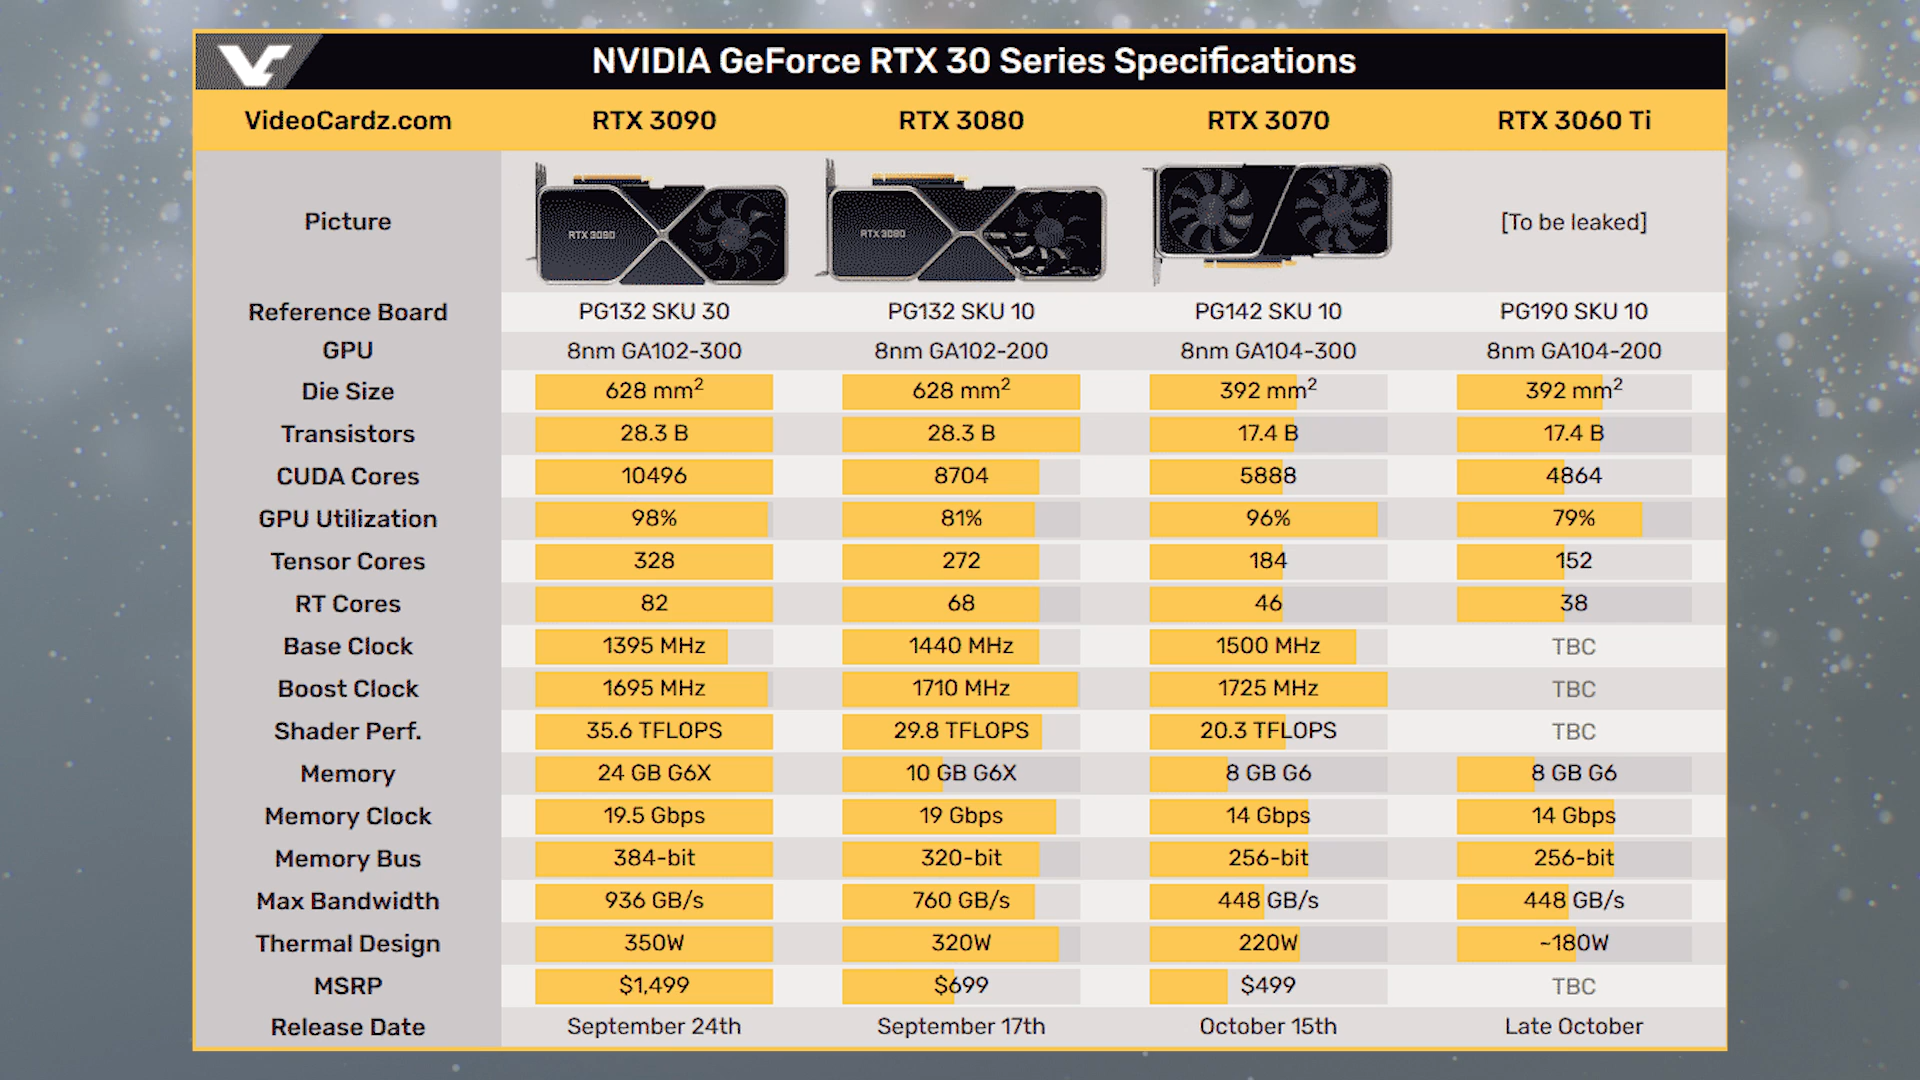 NVIDIA GeForce RTX 30 Series Specifications
VideoCardz.com RTX 3090 RTX 3080 RTX 3070 RTX 3060 Ti
Picture RTX 3090 RTX 3080 [To be leaked]
Reference Board PG132 SKU 30 PG132 SKU 10 PG142 SKU 10 PG190 SKU 10
GPU 8nm GA102-300 8nm GA102-200 8nm GA104-300 8nm GA104-200
Die Size 628 mm² 628 mm² 392 mm² 392 mm²
Transistors 28.3 B 28.3 B 17.4 B 17.4 B
CUDA Cores 10496 8704 5888 4864
GPU Utilization 98% 81% 96% 79%
Tensor Cores 328 272 184 152
RT Cores 82 68 46 38
Base Clock 1395 MHz 1440 MHz 1500 MHz TBC
Boost Clock 1695 MHz 1710 MHz 1725 MHz TBC
Shader Perf. 35.6 TFLOPS 29.8 TFLOPS 20.3 TFLOPS TBC
Memory 24 GB G6X 10 GB G6X 8 GB G6 8 GB G6
Memory Clock 19.5 Gbps 19 Gbps 14 Gbps 14 Gbps
Memory Bus 384-bit 320-bit 256-bit 256-bit
Max Bandwidth 936 GB/s 760 GB/s 448 GB/s 448 GB/s
Thermal Design 350W 320W 220W ~180W
MSRP $1,499 $699 $499 TBC
Release Date September 24th September 17th October 15th Late October